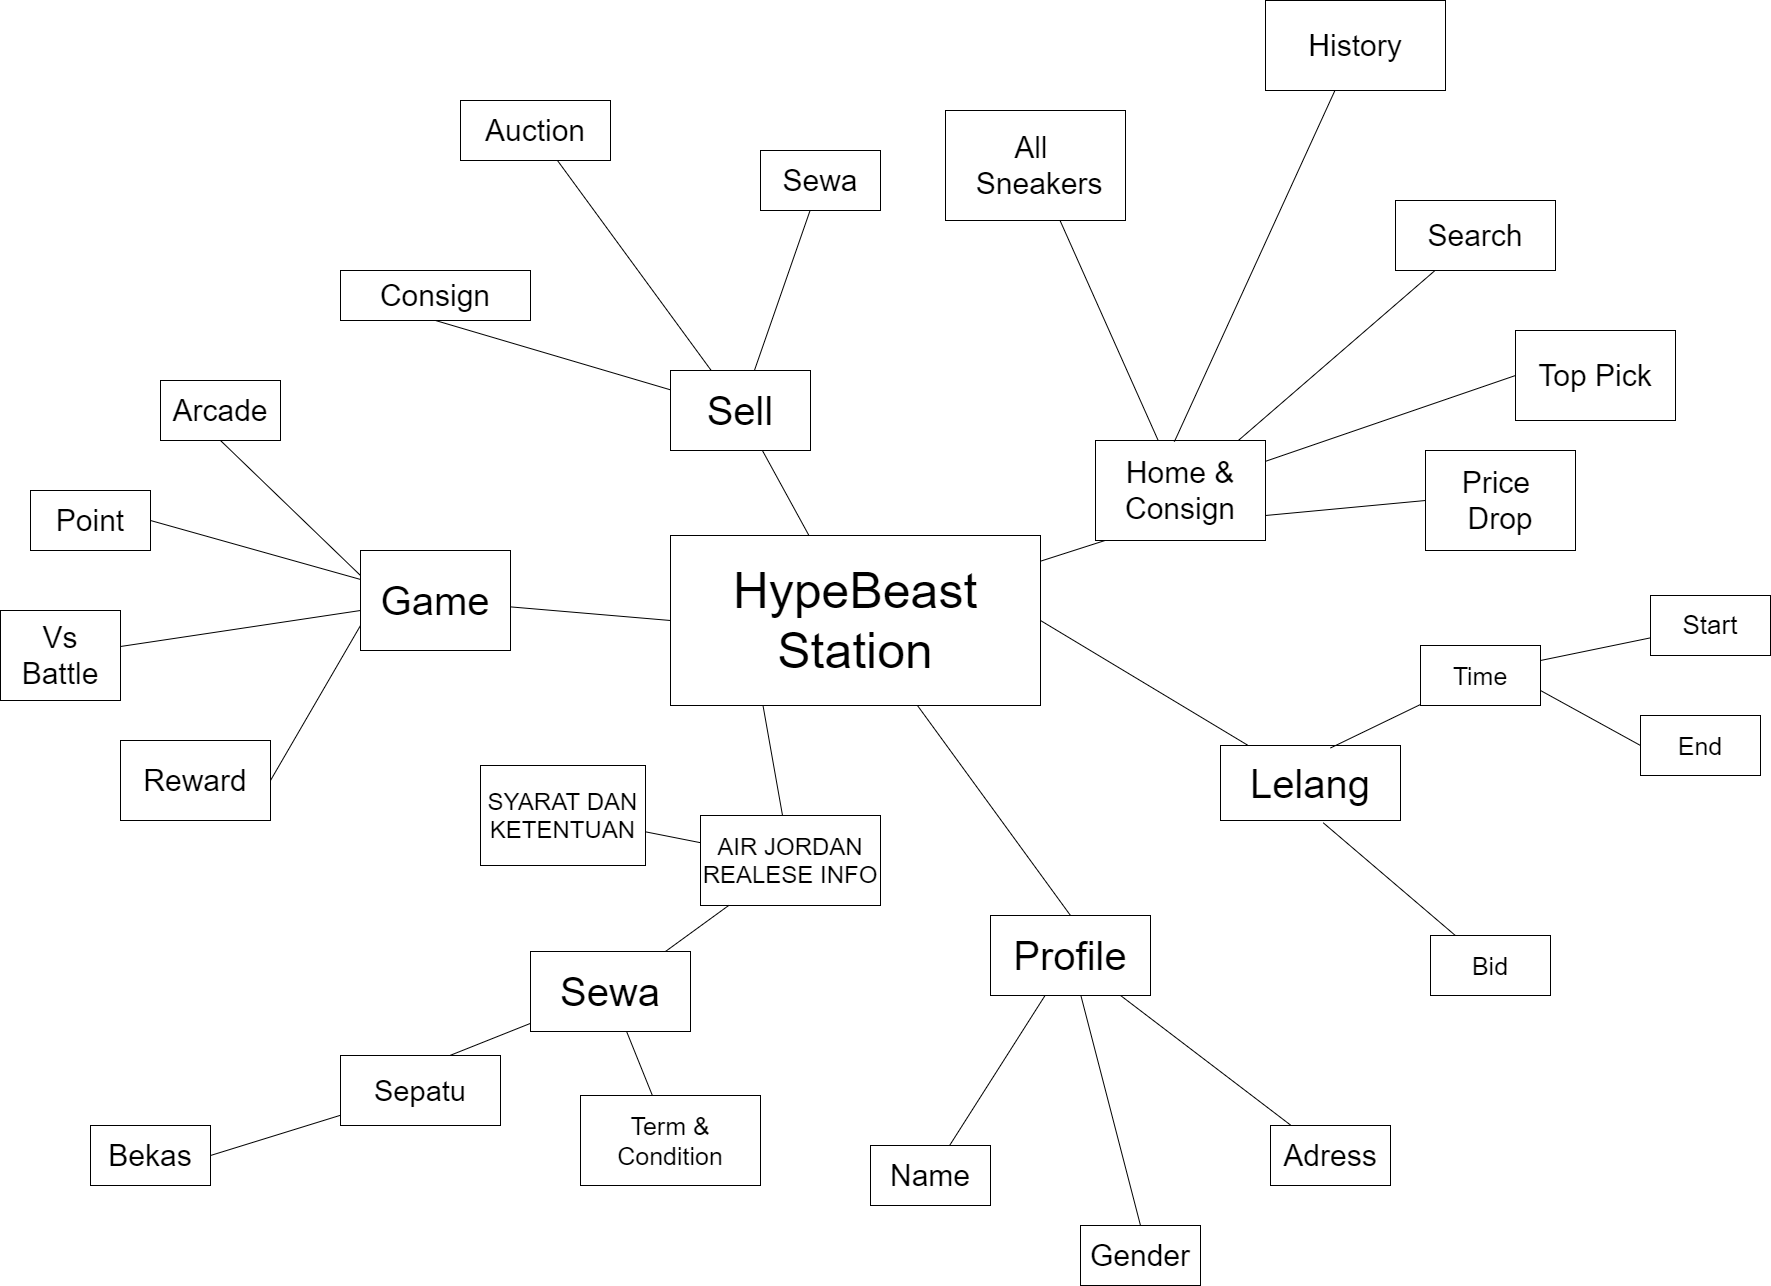 History
Auction
All
Sneakers
Sewa
Search
Consign
Top Pick
Arcade
Sell
Home &
Consign
Price
Drop
Point
Game
HypeBeast
Station
Vs
Battle
Start
Time
End
Reward
SYARAT DAN
KETENTUAN
AIR JORDAN
REALESE INFO
Lelang
Profile
Bid
Sewa
Sepatu
Term &
Condition
Bekas
Name
Adress
Gender